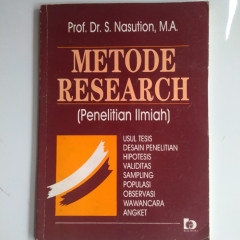 Prof. Dr. S. Nasution, M.A.
METODE
RESEARCH
(Penelitian Ilmiah)
USUL TESIS
DESAIN PENELITIAN
HIPOTESIS
VALIDITAS
SAMPLING
POPULASI
OBSERVASI
WAWANCARA
ANGKET